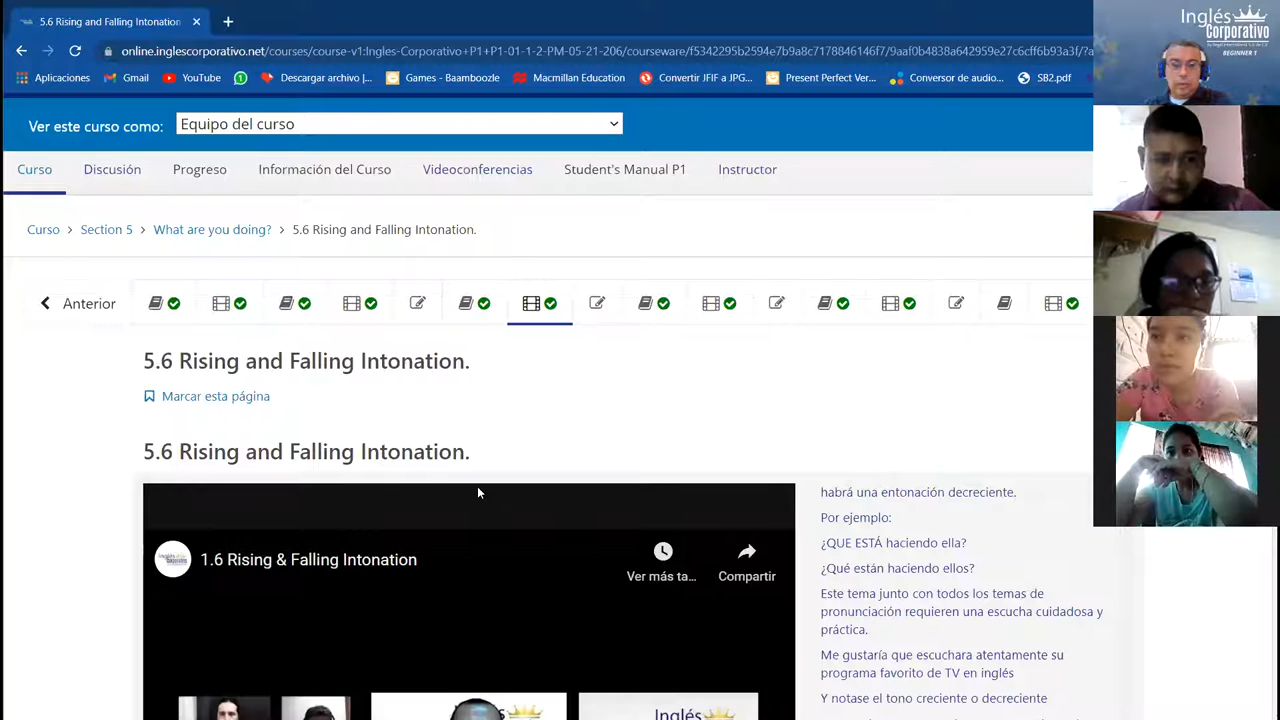 5.6 Rising and Falling Intonation
online.inglescorporativo.net/courses/course-v1:Ingles-Corporativo+P1+P1-01-1-2-PM-05-21-206/courseware/f5342295b2594e7b9a8c7178846146f7/9aaf0b4838a642959e27c6cff6b93a3f/?a
Aplicaciones
Gmail
YouTube
Descargar archivo |...
Games - Baamboozle
Macmillan Education
Convertir JFIF a JPG...
Present Perfect Ver...
Conversor de audio...
SB2.pdf
Ver este curso como:
Equipo del curso
Curso
Discusión
Progreso
Información del Curso
Videoconferencias
Student's Manual P1
Instructor
Curso > Section 5 > What are you doing? > 5.6 Rising and Falling Intonation.
Anterior
5.6 Rising and Falling Intonation.
Marcar esta página
5.6 Rising and Falling Intonation.
1.6 Rising & Falling Intonation
Ver más ta...
Compartir
habrá una entonación decreciente.
Por ejemplo:
¿QUE ESTÁ haciendo ella?
¿Qué están haciendo ellos?
Este tema junto con todos los temas de
pronunciación requieren una escucha cuidadosa y
práctica.
Me gustaría que escuchara atentamente su
programa favorito de TV en inglés
Y notase el tono creciente o decreciente
Inglés
Inglés
Corporativo
BEGINNER 1